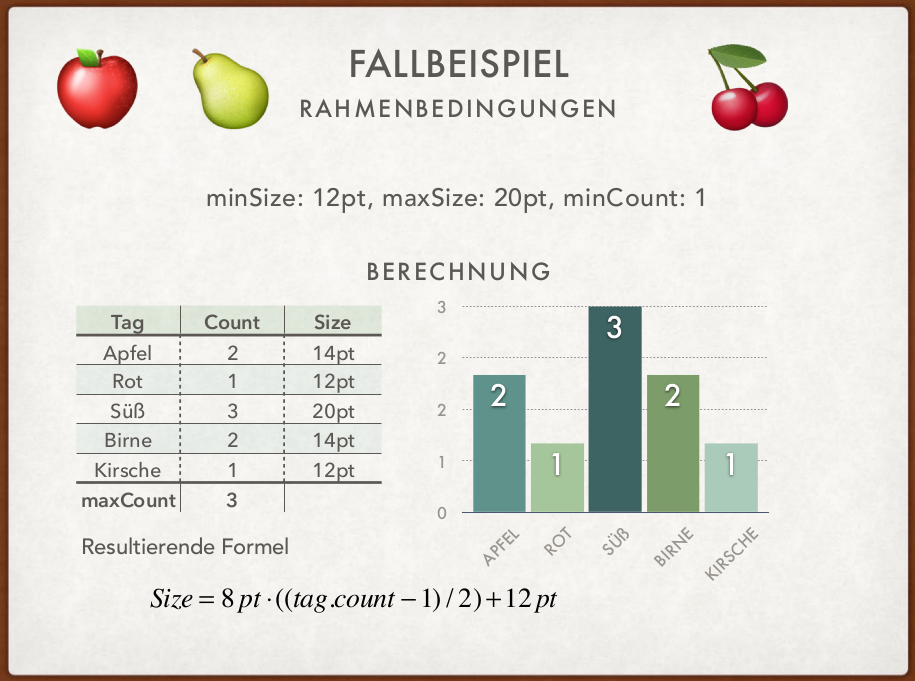 FALLBEISPIEL
RAHMENBEDINGUNGEN
minSize: 12pt, maxSize: 20pt, minCount: 1
BERECHNUNG
Tag Count Size
Apfel 2 14pt
Rot 1 12pt
Süß 3 20pt
Birne 2 14pt
Kirsche 1 12pt
maxCount 3
3
2
2
1
0
2
1
3
2
1
APFEL
ROT
SÜß
BIRNE
KIRSCHE
Resultierende Formel
Size = 8 pt · ((tag.count − 1) / 2) + 12 pt